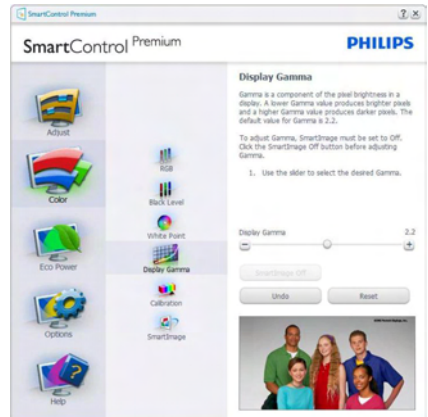 SmartControl Premium
SmartControl Premium
PHILIPS
Adjust
Color
Eco Power
Options
Help
RGB
Black Level
White Point
Display Gamma
Calibration
SmartImage
Display Gamma
Gamma is a component of the pixel brightness in a
display. A lower Gamma value produces brighter pixels
and a higher Gamma value produces darker pixels. The
default value for Gamma is 2.2.
To adjust Gamma, SmartImage must be set to Off.
Click the SmartImage Off button before adjusting
Gamma.
1. Use the slider to select the desired Gamma.
Display Gamma 2.2
SmartImage Off
Undo Reset